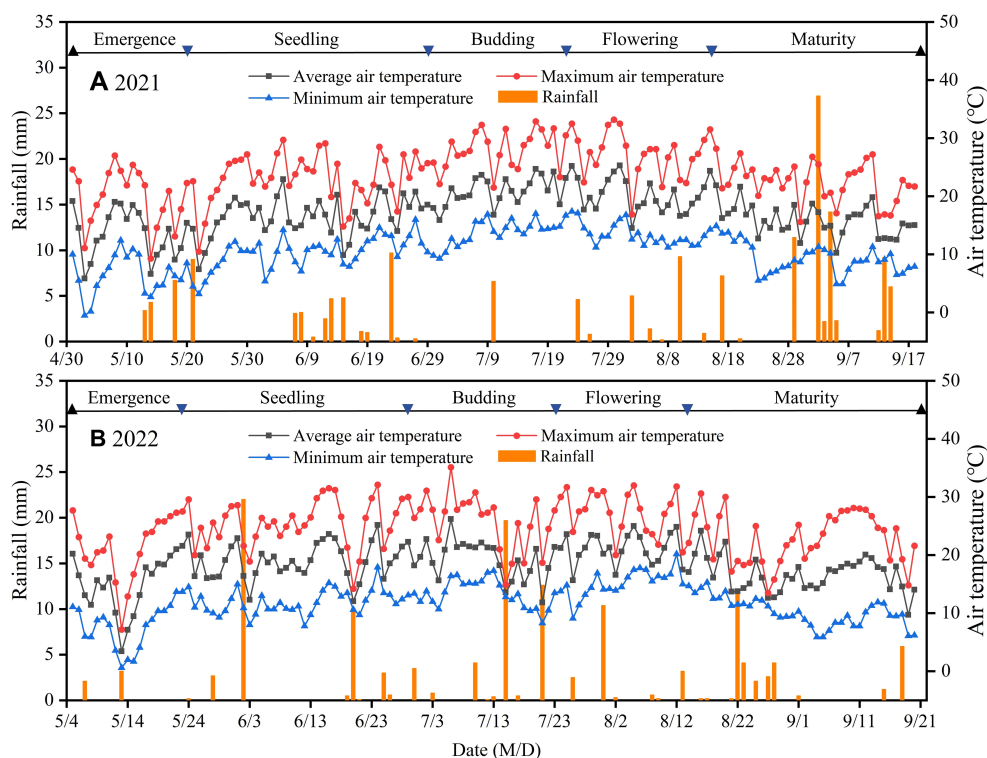 35 50
Emergence Seedling Budding Flowering Maturity
30 40
A 2021 Average air temperature Maximum air temperature
Minimum air temperature Rainfall
25 30
20
15 20
10 10
5 0
0
Rainfall (mm)
Air temperature (°C)
4/30 5/10 5/20 5/30 6/9 6/19 6/29 7/9 7/19 7/29 8/8 8/18 8/28 9/7 9/17
35 50
Emergence Seedling Budding Flowering Maturity
30 40
B 2022 Average air temperature Maximum air temperature
Minimum air temperature Rainfall
25 30
20
15 20
10 10
5 0
0
Rainfall (mm)
Air temperature (°C)
5/4 5/14 5/24 6/3 6/13 6/23 7/3 7/13 7/23 8/2 8/12 8/22 9/1 9/11 9/21
Date (M/D)